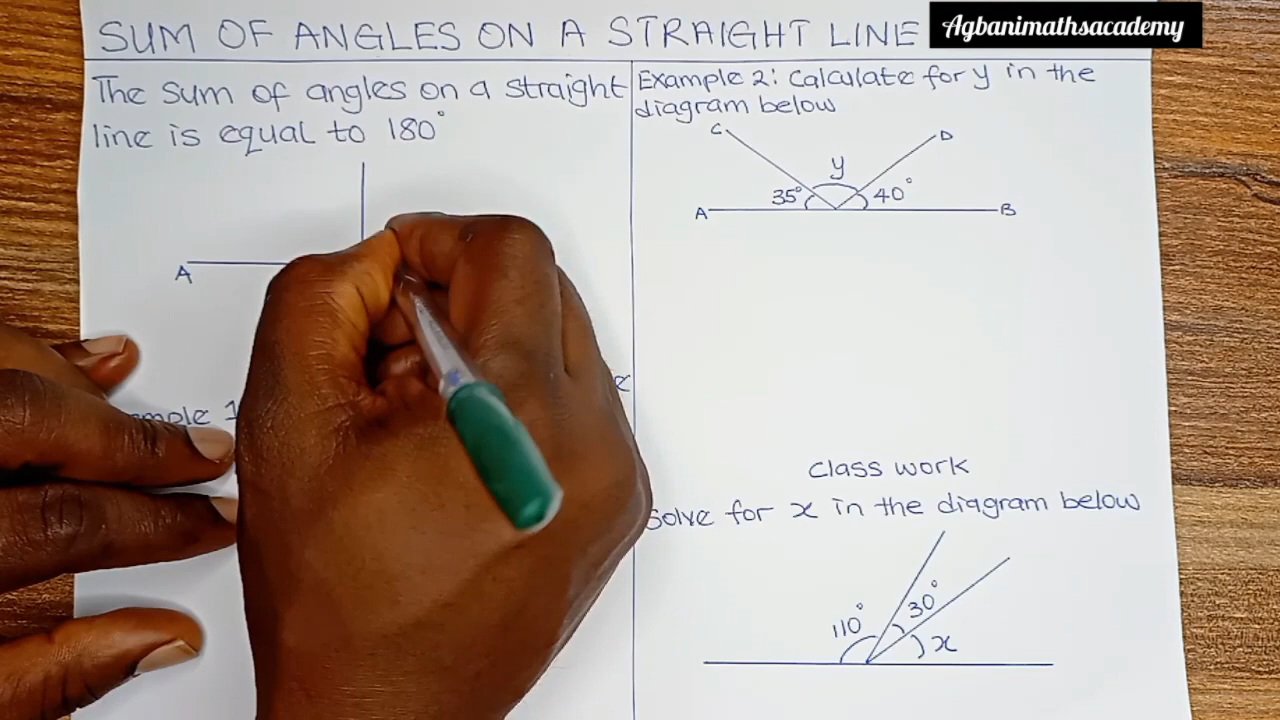 SUM OF ANGLES ON A STRAIGHT LINE
Agbanimathsacademy
The sum of angles on a straight
line is equal to 180°
A
Example 2: Calculate for y in the
diagram below
C
D
y
35°
40°
A
B
Class work
Solve for x in the diagram below
110°
30°
x